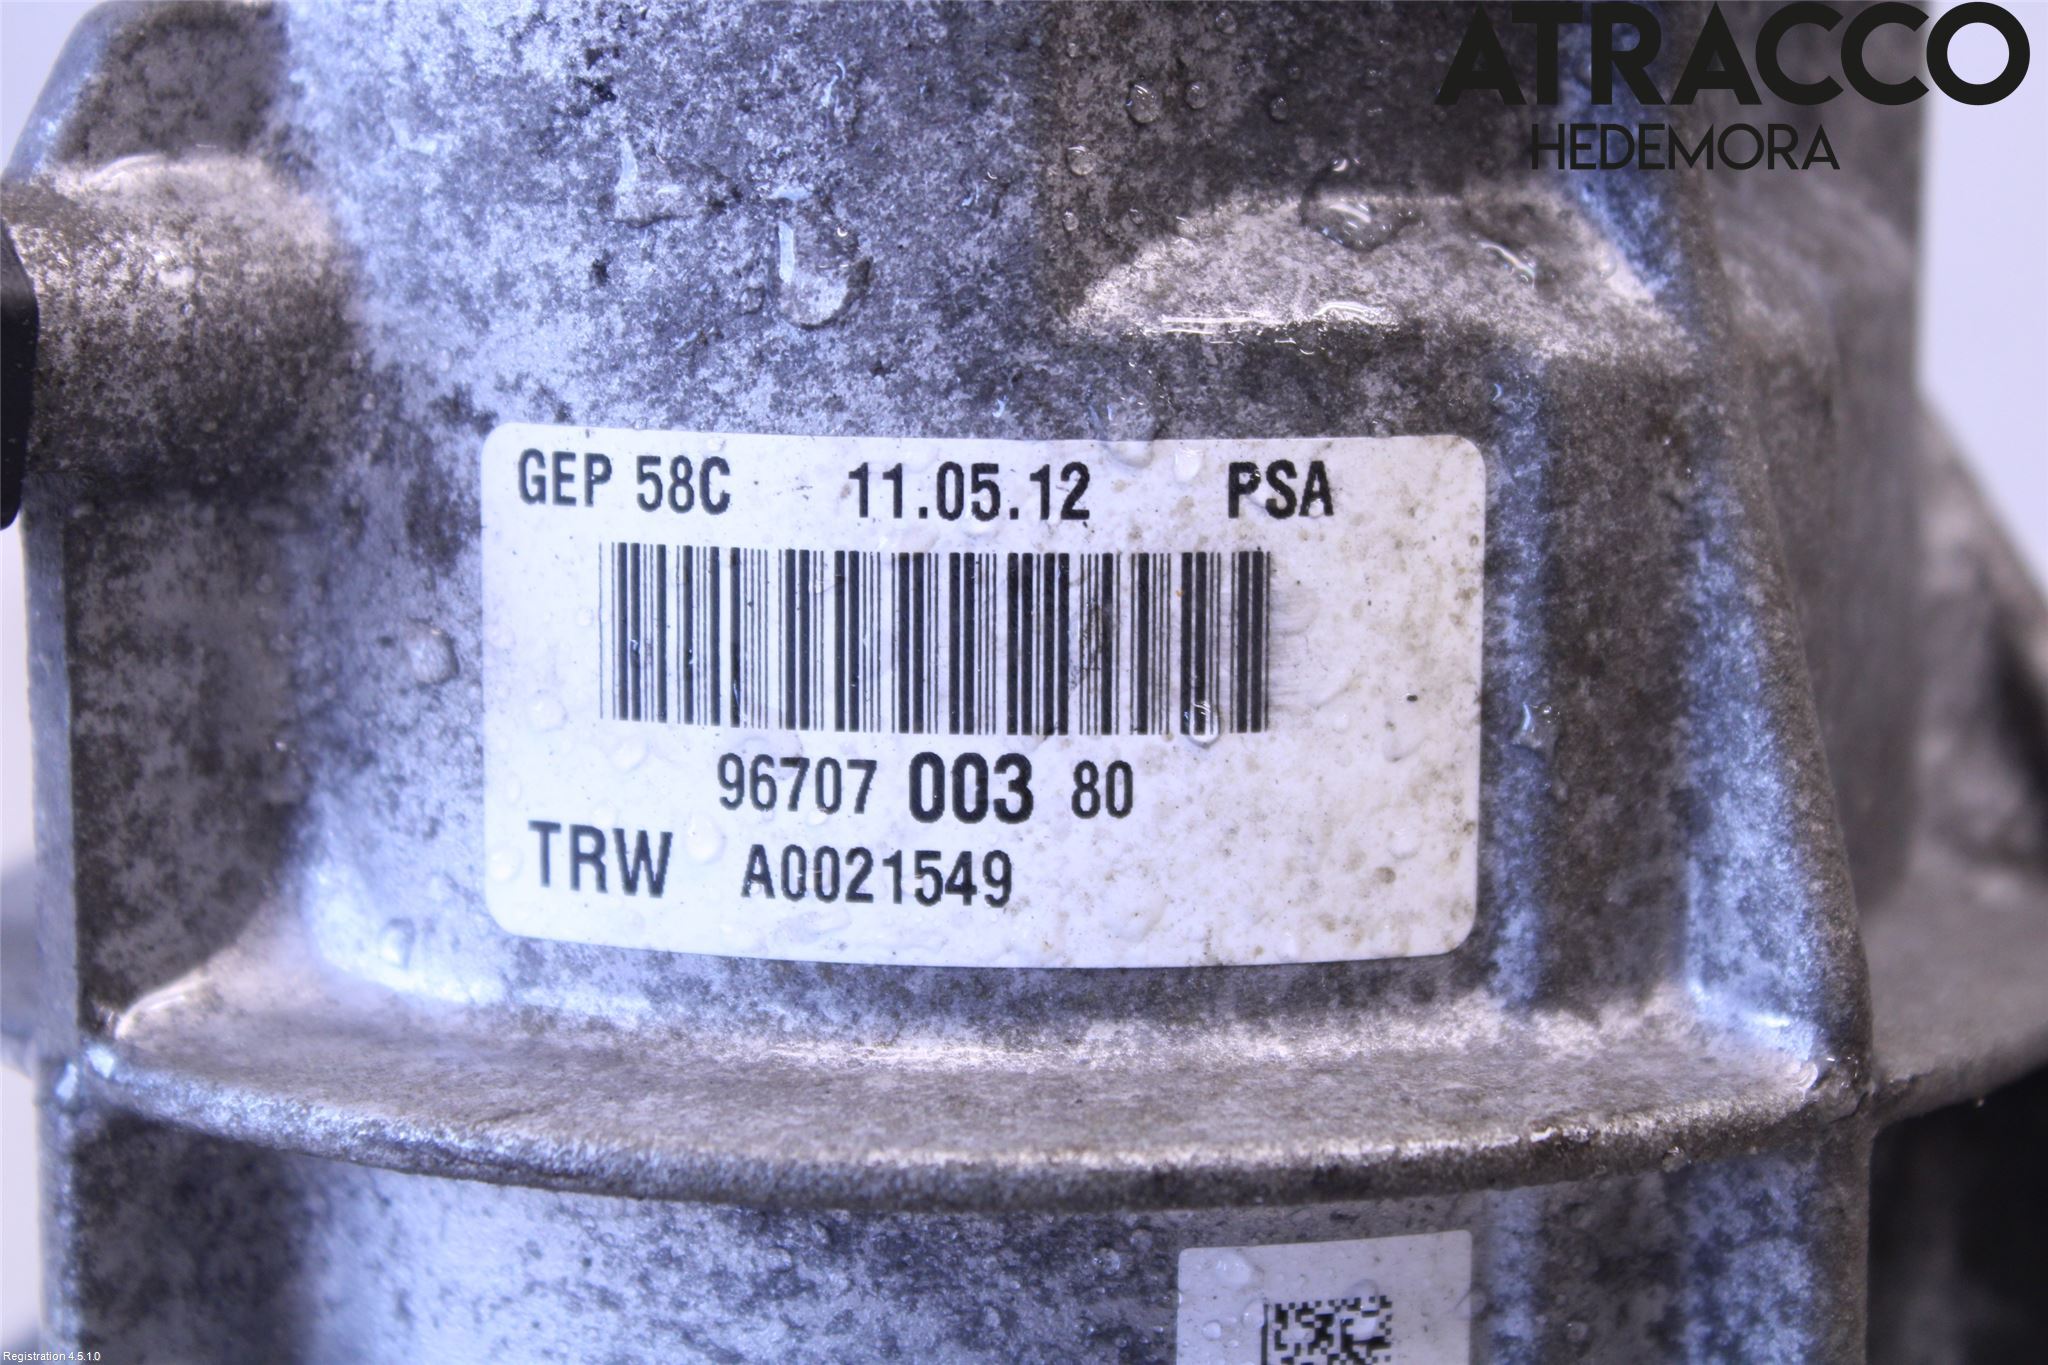 ATRACCO
HEDEMORA
GEP 58C 11.05.12 PSA
96707 003 80
TRW A0021549
Registration 4.5.1.0